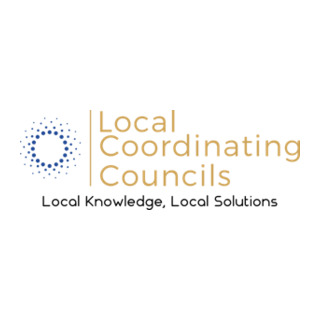 Local
Coordinating
Councils
Local Knowledge, Local Solutions